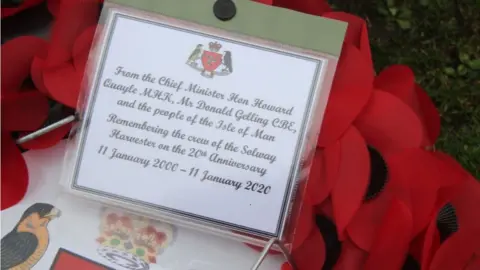 From the Chief Minister Hon Howard
Quayle MHK, Mr Donald Gelling CBE,
and the people of the Isle of Man
Remembering the crew of the Solway
Harvester on the 20th Anniversary
11 January 2000 – 11 January 2020